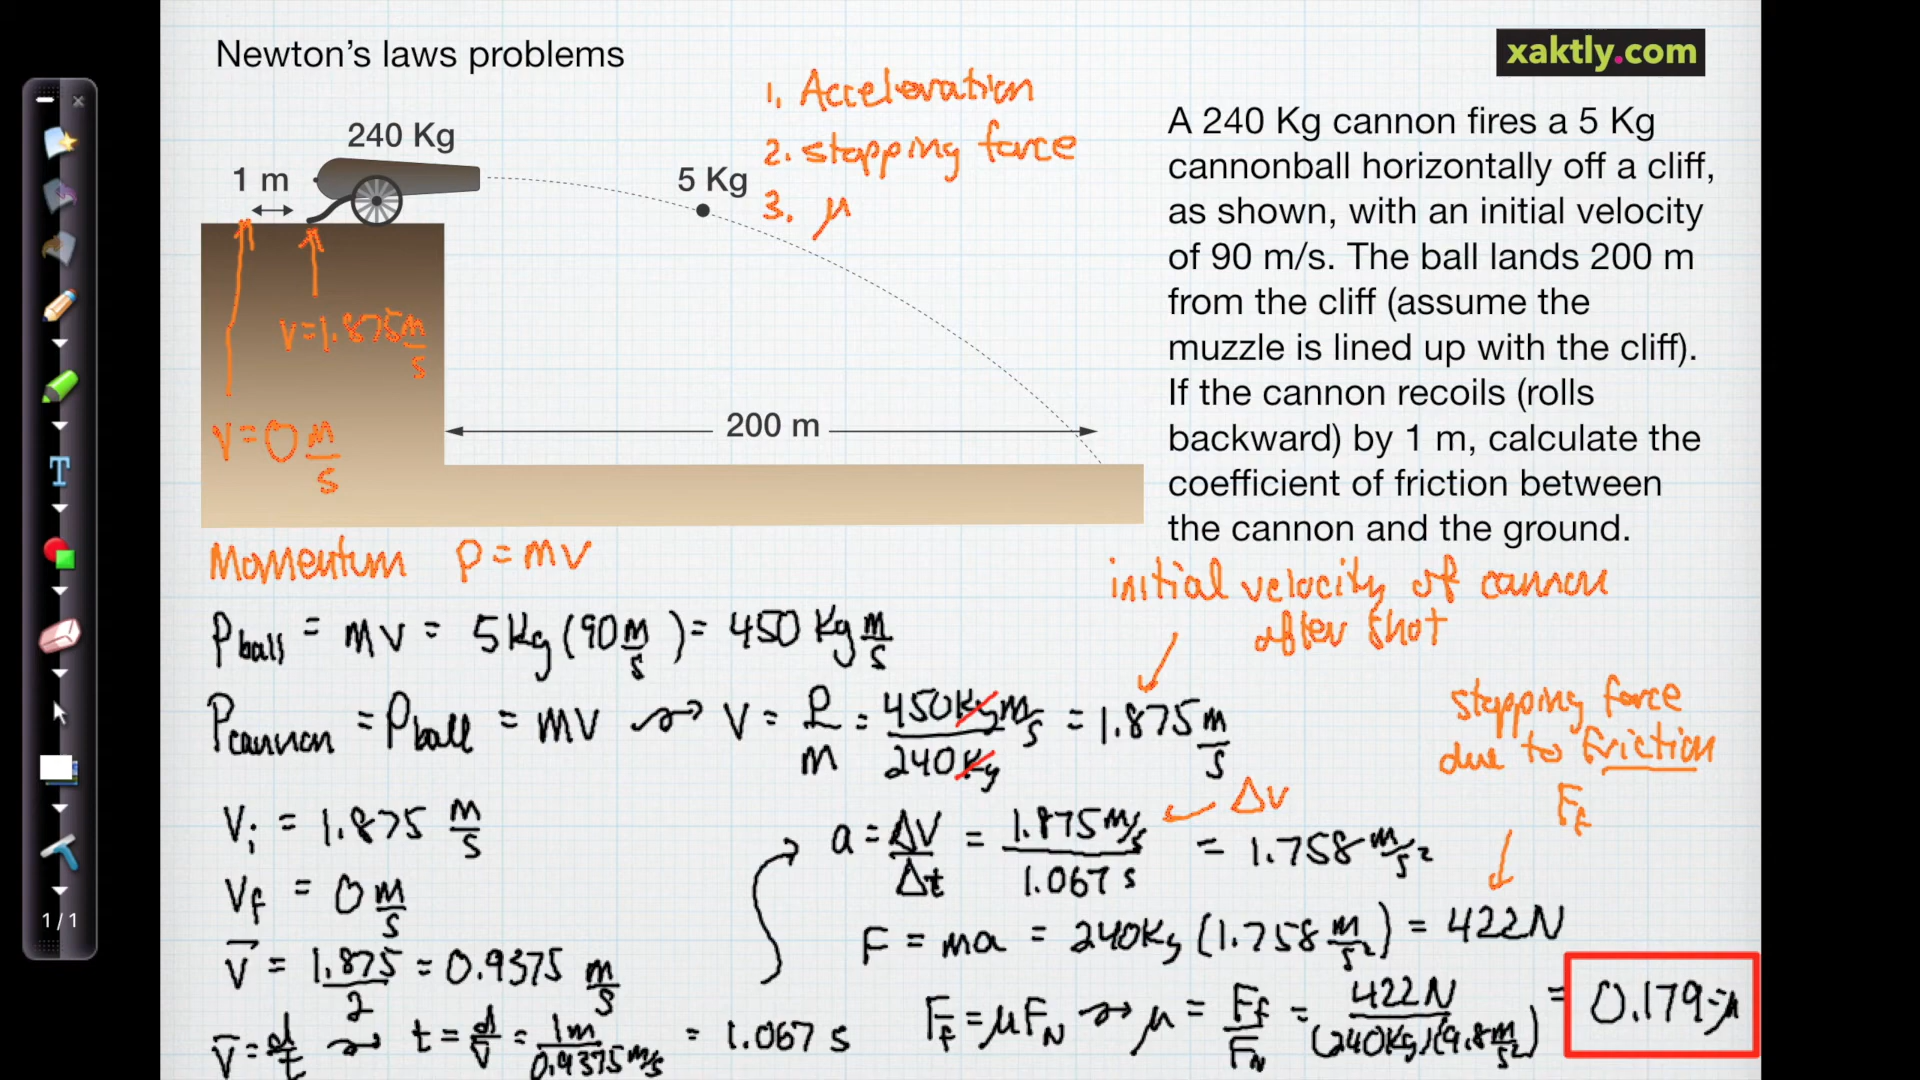 Newton's laws problems
xaktly.com
1. Acceleration
2. stopping force
3. μ
240 Kg
1 m
5 Kg
A 240 Kg cannon fires a 5 Kg
cannonball horizontally off a cliff,
as shown, with an initial velocity
of 90 m/s. The ball lands 200 m
from the cliff (assume the
muzzle is lined up with the cliff).
If the cannon recoils (rolls
backward) by 1 m, calculate the
coefficient of friction between
the cannon and the ground.
v=1.875 m/s
v=0 m/s
200 m
Momentum P=mv
initial velocity of cannon
after shot
P_ball = mv = 5Kg(90 m/s) = 450 Kg m/s
P_cannon = P_ball = mv ⇝ v = P/m = 450Kg m/s / 240Kg = 1.875 m/s
stopping force
due to friction
F_f
V_i = 1.875 m/s
a = ΔV/Δt = 1.875 m/s / 1.067 s = 1.758 m/s²
ΔV
V_f = 0 m/s
F = ma = 240Kg (1.758 m/s²) = 422N
v̄ = 1.875/2 = 0.9375 m/s
F_f = μF_N ⇝ μ = F_f/F_N = 422N / (240Kg)(9.8 m/s²) = 0.179 = μ
v̄ = d/t ⇝ t = d/v̄ = 1m / 0.9375 m/s = 1.067 s
1/1
T